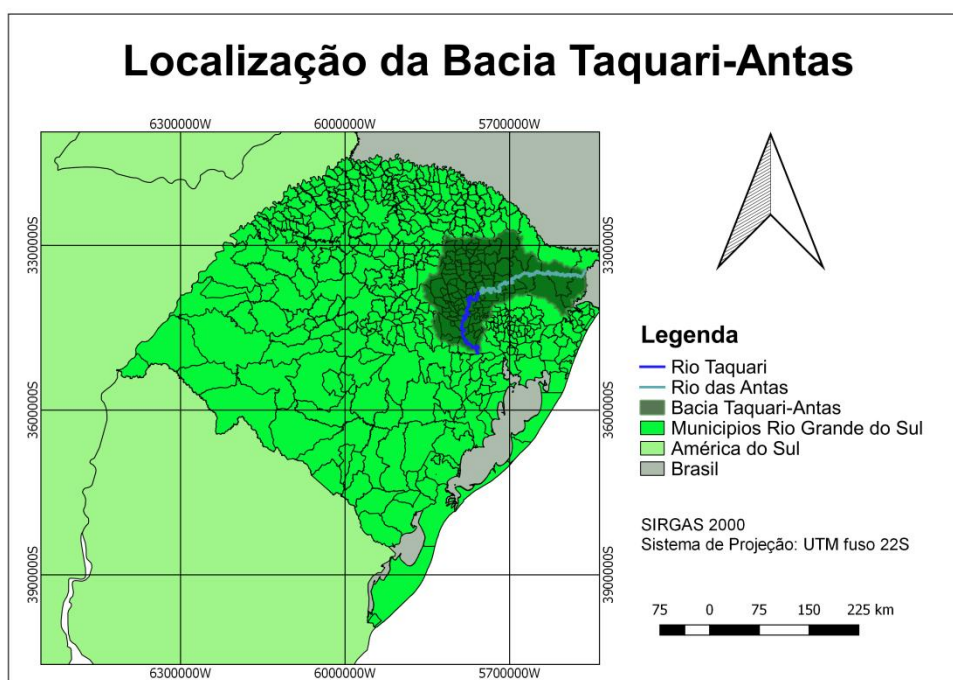 Localização da Bacia Taquari-Antas
6300000W 6000000W 5700000W
3300000S 3300000S
3600000S 3600000S
3900000S 3900000S
6300000W 6000000W 5700000W
Legenda
Rio Taquari
Rio das Antas
Bacia Taquari-Antas
Municipios Rio Grande do Sul
América do Sul
Brasil
SIRGAS 2000
Sistema de Projeção: UTM fuso 22S
75 0 75 150 225 km